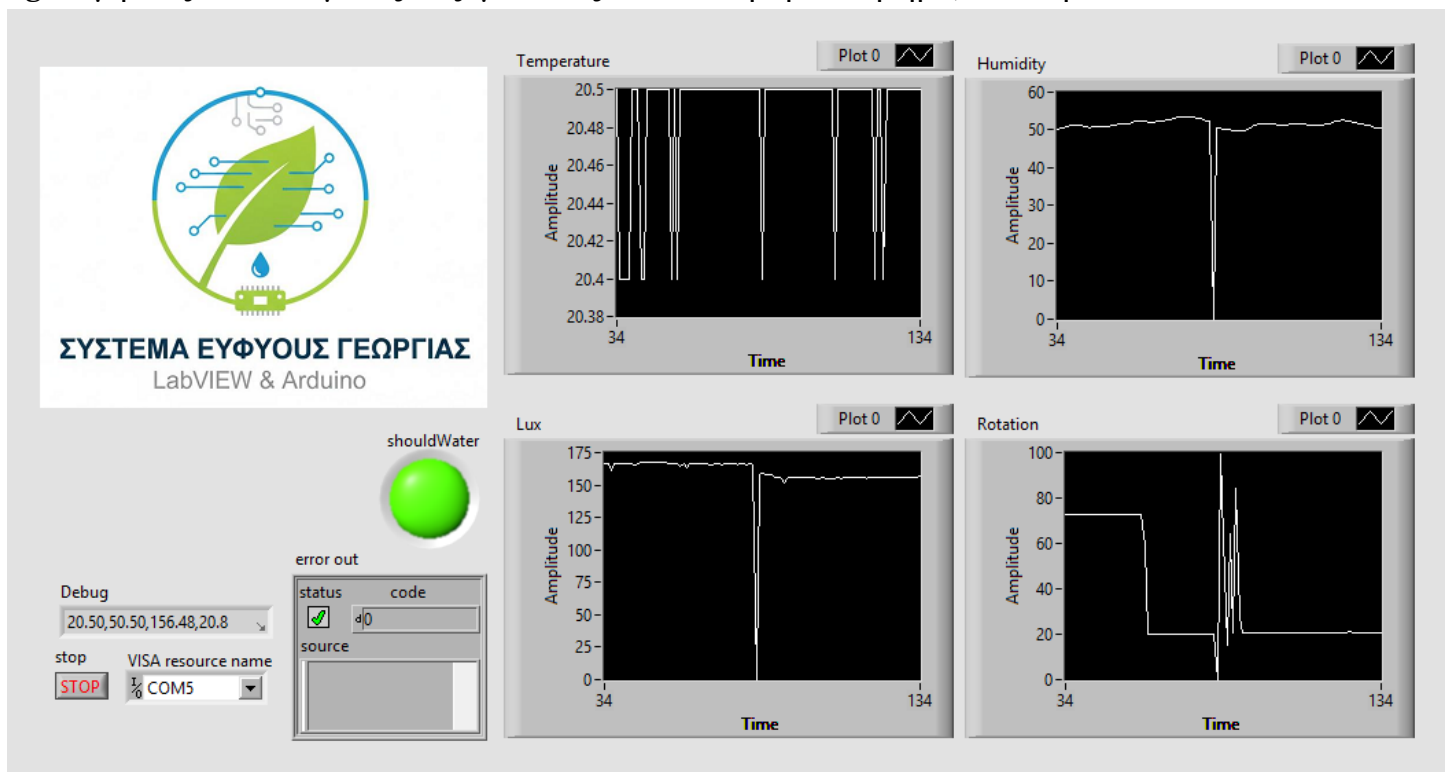 ΣΥΣΤΕΜΑ ΕΥΦΥΟΥΣ ΓΕΩΡΓΙΑΣ
LabVIEW & Arduino
Temperature
Plot 0
Amplitude
20.5
20.48
20.46
20.44
20.42
20.4
20.38
34
134
Time
Humidity
Plot 0
Amplitude
60
50
40
30
20
10
0
34
134
Time
shouldWater
Debug
20.50,50.50,156.48,20.8
stop
STOP
VISA resource name
COM5
error out
status
code
d0
source
Lux
Plot 0
Amplitude
175
150
125
100
75
50
25
0
34
134
Time
Rotation
Plot 0
Amplitude
100
80
60
40
20
0
34
134
Time